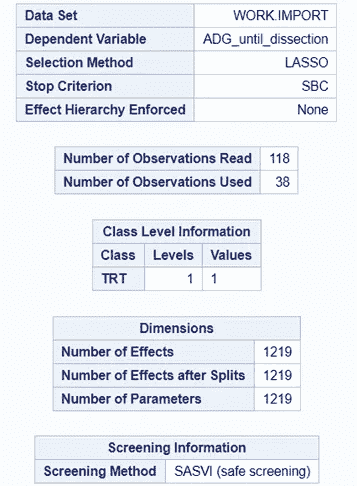 Data Set WORK.IMPORT
Dependent Variable ADG_until_dissection
Selection Method LASSO
Stop Criterion SBC
Effect Hierarchy Enforced None
Number of Observations Read 118
Number of Observations Used 38
Class Level Information
Class Levels Values
TRT 1 1
Dimensions
Number of Effects 1219
Number of Effects after Splits 1219
Number of Parameters 1219
Screening Information
Screening Method SASVI (safe screening)